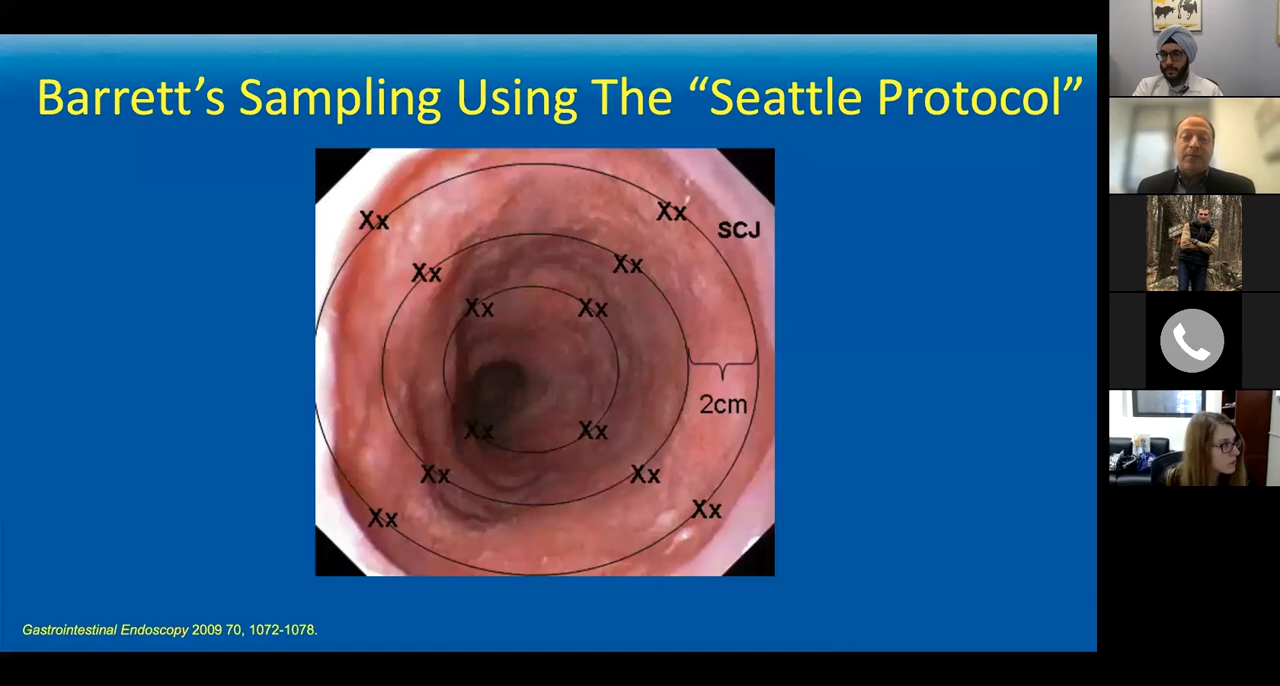 Barrett's Sampling Using The “Seattle Protocol”
Xx Xx
SCJ
Xx Xx
Xx Xx
2cm
Xx Xx
Xx Xx
Xx Xx
Gastrointestinal Endoscopy 2009 70, 1072-1078.